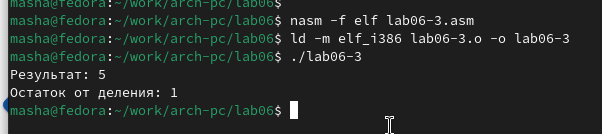 masha@fedora:~/work/arch-pc/lab06$
masha@fedora:~/work/arch-pc/lab06$ nasm -f elf lab06-3.asm
masha@fedora:~/work/arch-pc/lab06$ ld -m elf_i386 lab06-3.o -o lab06-3
masha@fedora:~/work/arch-pc/lab06$ ./lab06-3
Результат: 5
Остаток от деления: 1
masha@fedora:~/work/arch-pc/lab06$